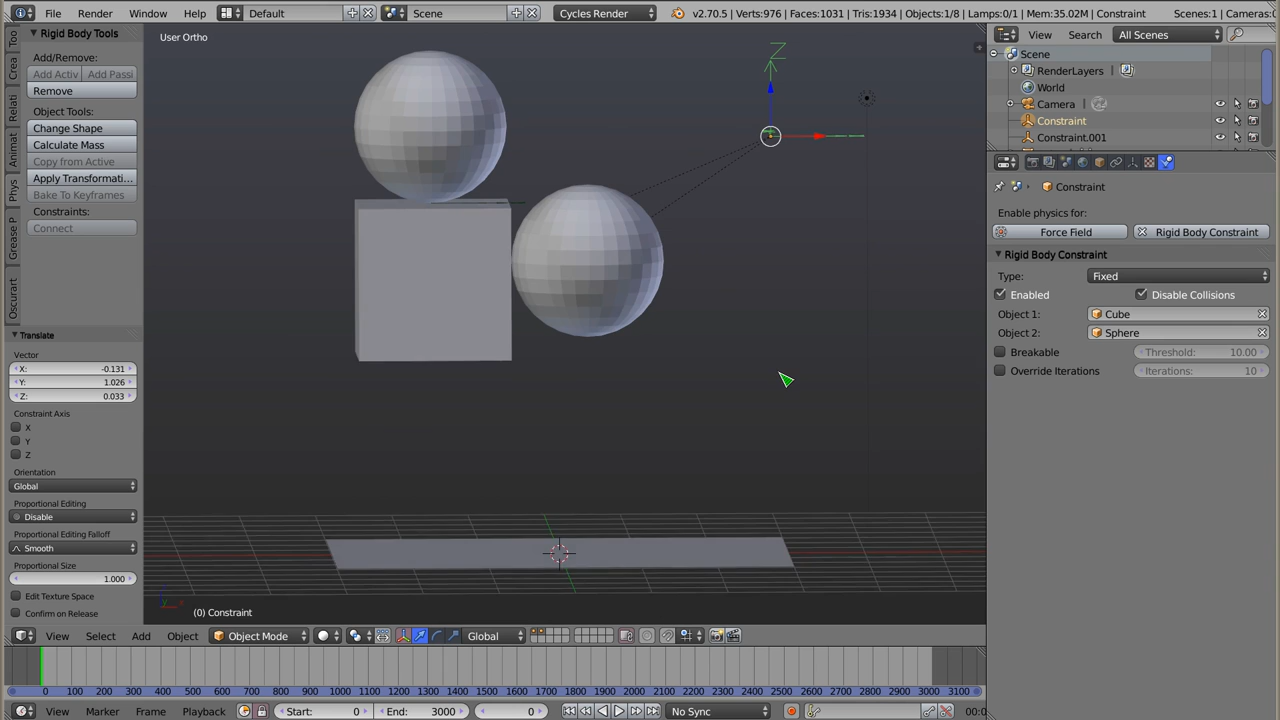 File Render Window Help Default Scene Cycles Render v2.70.5 | Verts:976 | Faces:1031 | Tris:1934 | Objects:1/8 | Lamps:0/1 | Mem:35.02M | Constraint Scenes:1 | Cameras:
Rigid Body Tools
Add/Remove:
Add Activ Add Passi
Remove
Object Tools:
Change Shape
Calculate Mass
Copy from Active
Apply Transformati...
Bake To Keyframes
Constraints:
Connect
Too
Crea
Relati
Animat
Phys
Grease P
Oscurart
Translate
Vector
X: -0.131
Y: 1.026
Z: 0.033
Constraint Axis
X
Y
Z
Orientation
Global
Proportional Editing
Disable
Proportional Editing Falloff
Smooth
Proportional Size
1.000
Edit Texture Space
Confirm on Release
User Ortho
Z
(0) Constraint
View Search All Scenes
Scene
RenderLayers
World
Camera
Constraint
Constraint.001
Constraint
Enable physics for:
Force Field Rigid Body Constraint
Rigid Body Constraint
Type: Fixed
Enabled Disable Collisions
Object 1: Cube
Object 2: Sphere
Breakable Threshold: 10.00
Override Iterations Iterations: 10
View Select Add Object Object Mode Global
0 100 200 300 400 500 600 700 800 900 1000 1100 1200 1300 1400 1500 1600 1700 1800 1900 2000 2100 2200 2300 2400 2500 2600 2700 2800 2900 3000 3100
View Marker Frame Playback Start: 0 End: 3000 0 No Sync 00:0